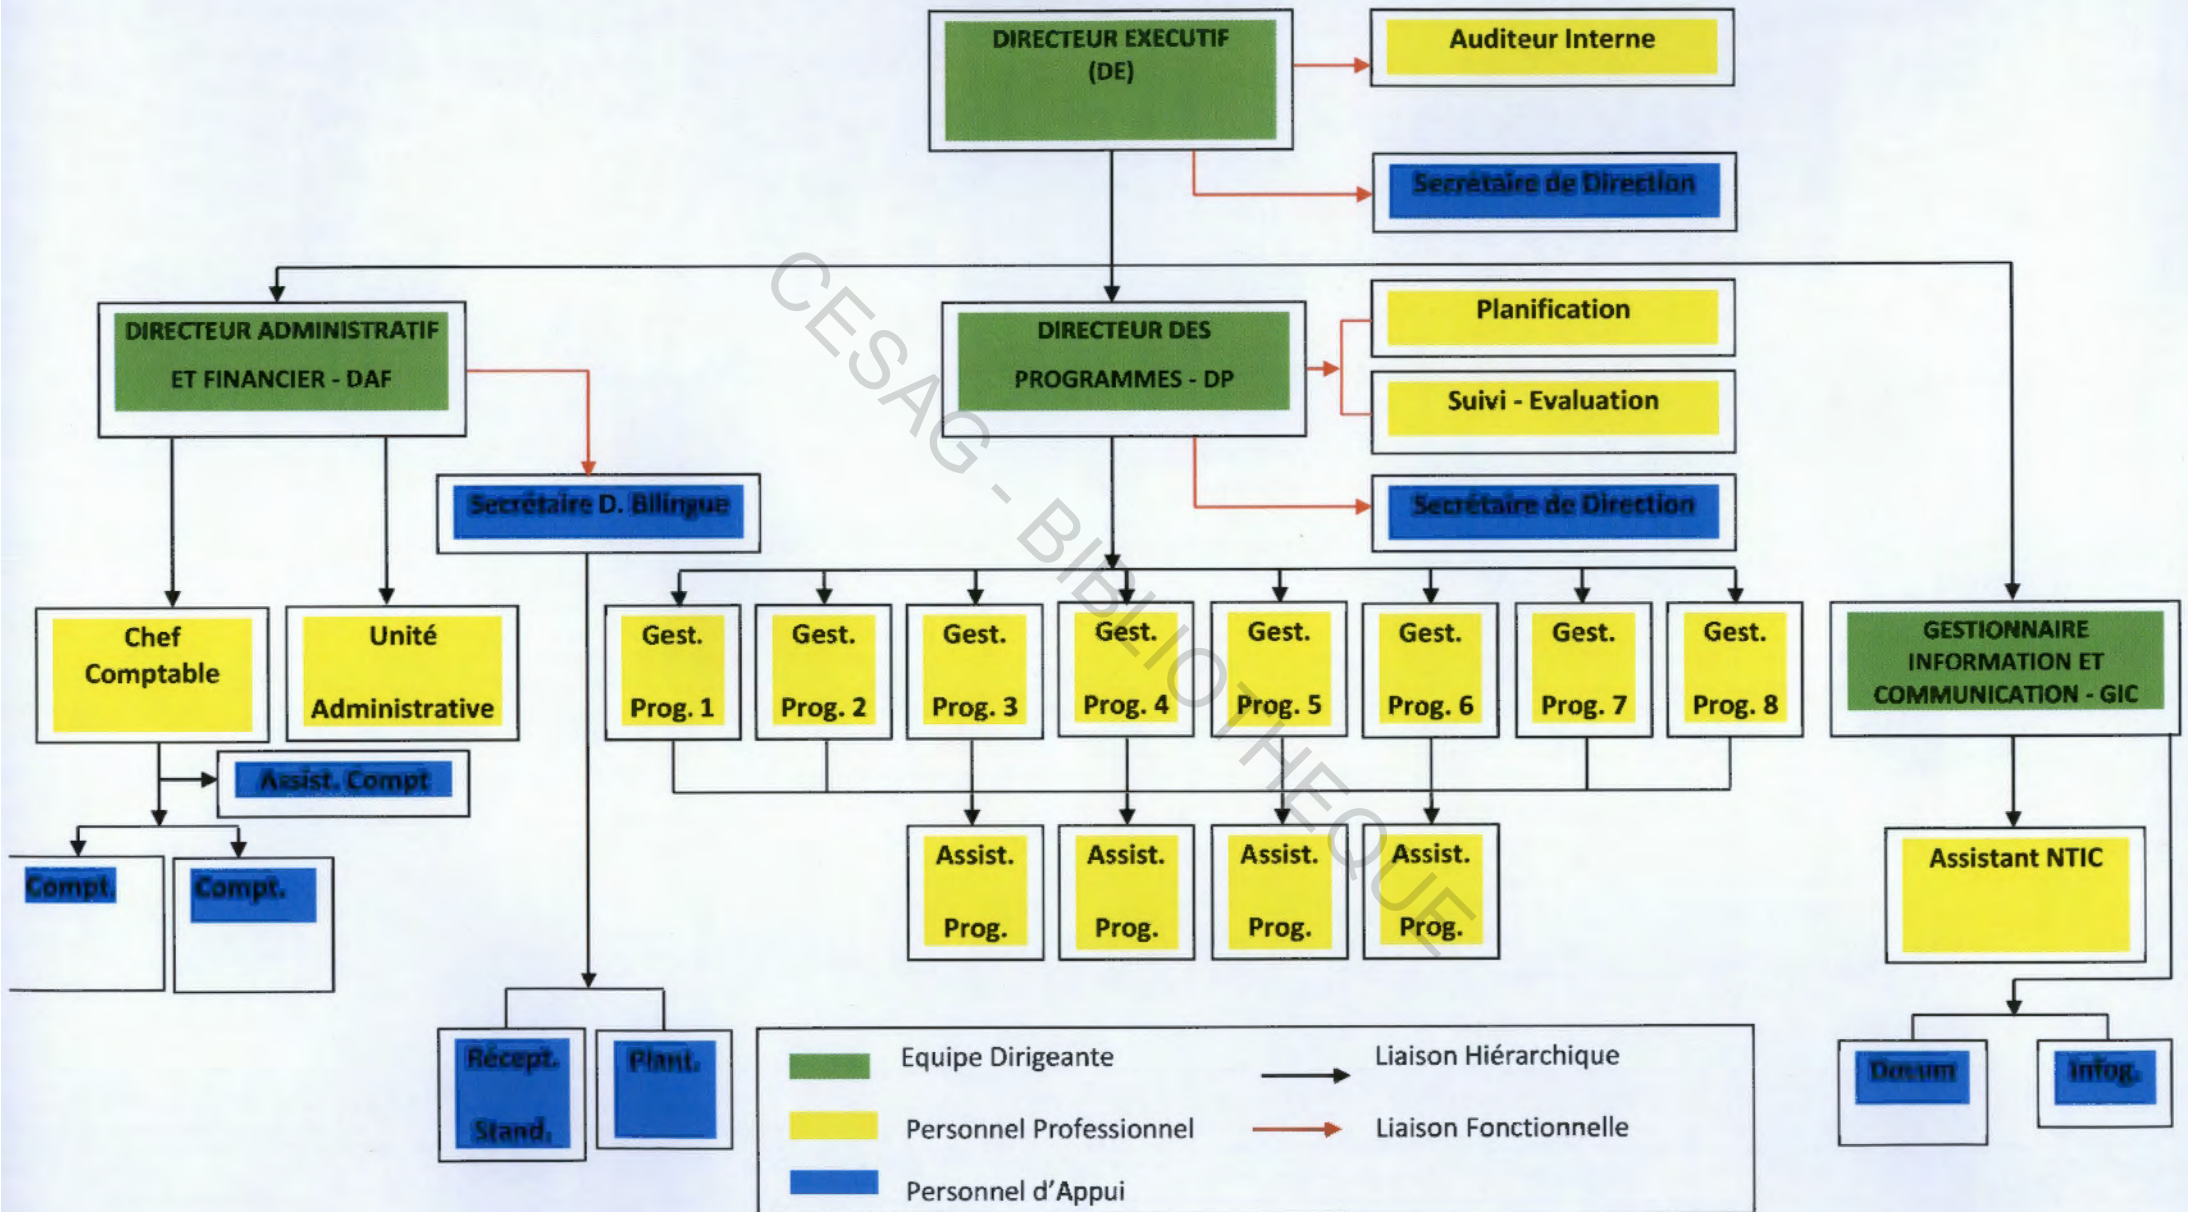 DIRECTEUR EXECUTIF
(DE)
Auditeur Interne
Secrétaire de Direction
DIRECTEUR ADMINISTRATIF
ET FINANCIER - DAF
DIRECTEUR DES
PROGRAMMES - DP
Planification
Suivi - Evaluation
Secrétaire D. Bilingue
Secrétaire de Direction
Chef
Comptable
Unité
Administrative
Gest.
Prog. 1
Gest.
Prog. 2
Gest.
Prog. 3
Gest.
Prog. 4
Gest.
Prog. 5
Gest.
Prog. 6
Gest.
Prog. 7
Gest.
Prog. 8
GESTIONNAIRE
INFORMATION ET
COMMUNICATION - GIC
Assist. Compt
Compt.
Compt.
Assist.
Prog.
Assist.
Prog.
Assist.
Prog.
Assist.
Prog.
Assistant NTIC
Récept.
Stand.
Plant.
Docum
Infog.
Equipe Dirigeante
Liaison Hiérarchique
Personnel Professionnel
Liaison Fonctionnelle
Personnel d'Appui
CESAG - BIBLIOTHEQUE